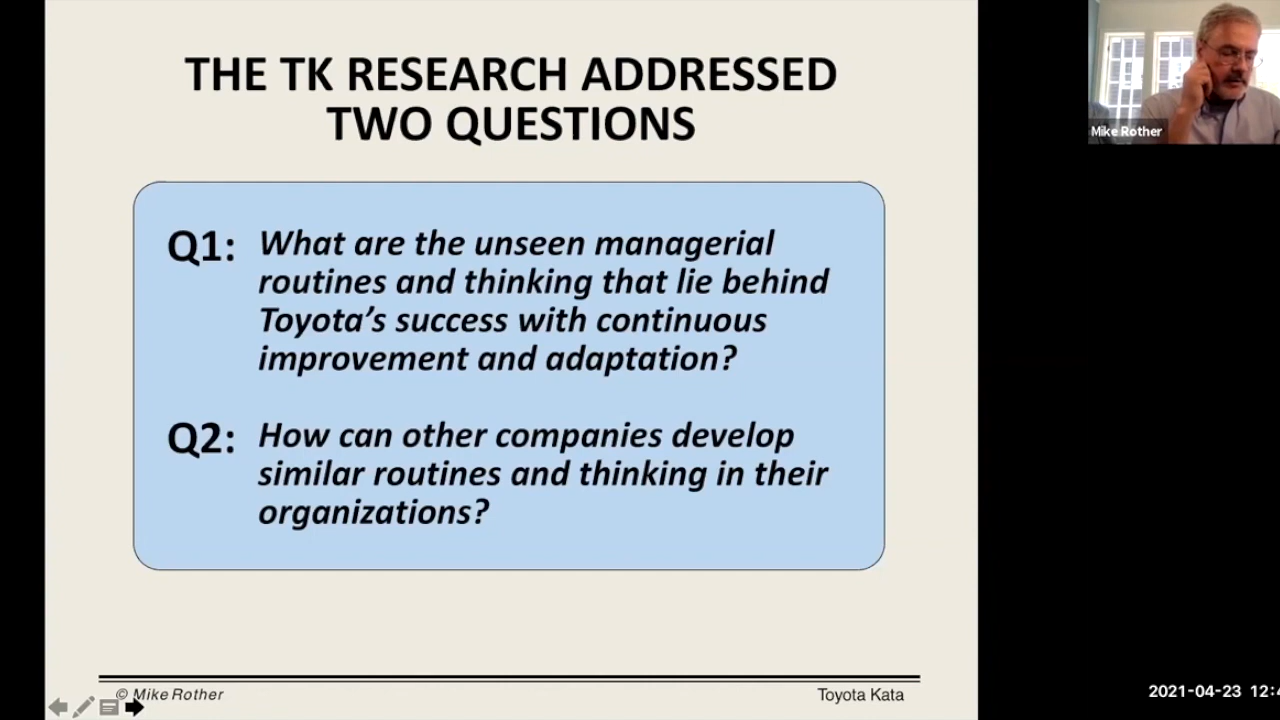 THE TK RESEARCH ADDRESSED
TWO QUESTIONS
Mike Rother
Q1: What are the unseen managerial
routines and thinking that lie behind
Toyota’s success with continuous
improvement and adaptation?
Q2: How can other companies develop
similar routines and thinking in their
organizations?
© Mike Rother
Toyota Kata
2021-04-23